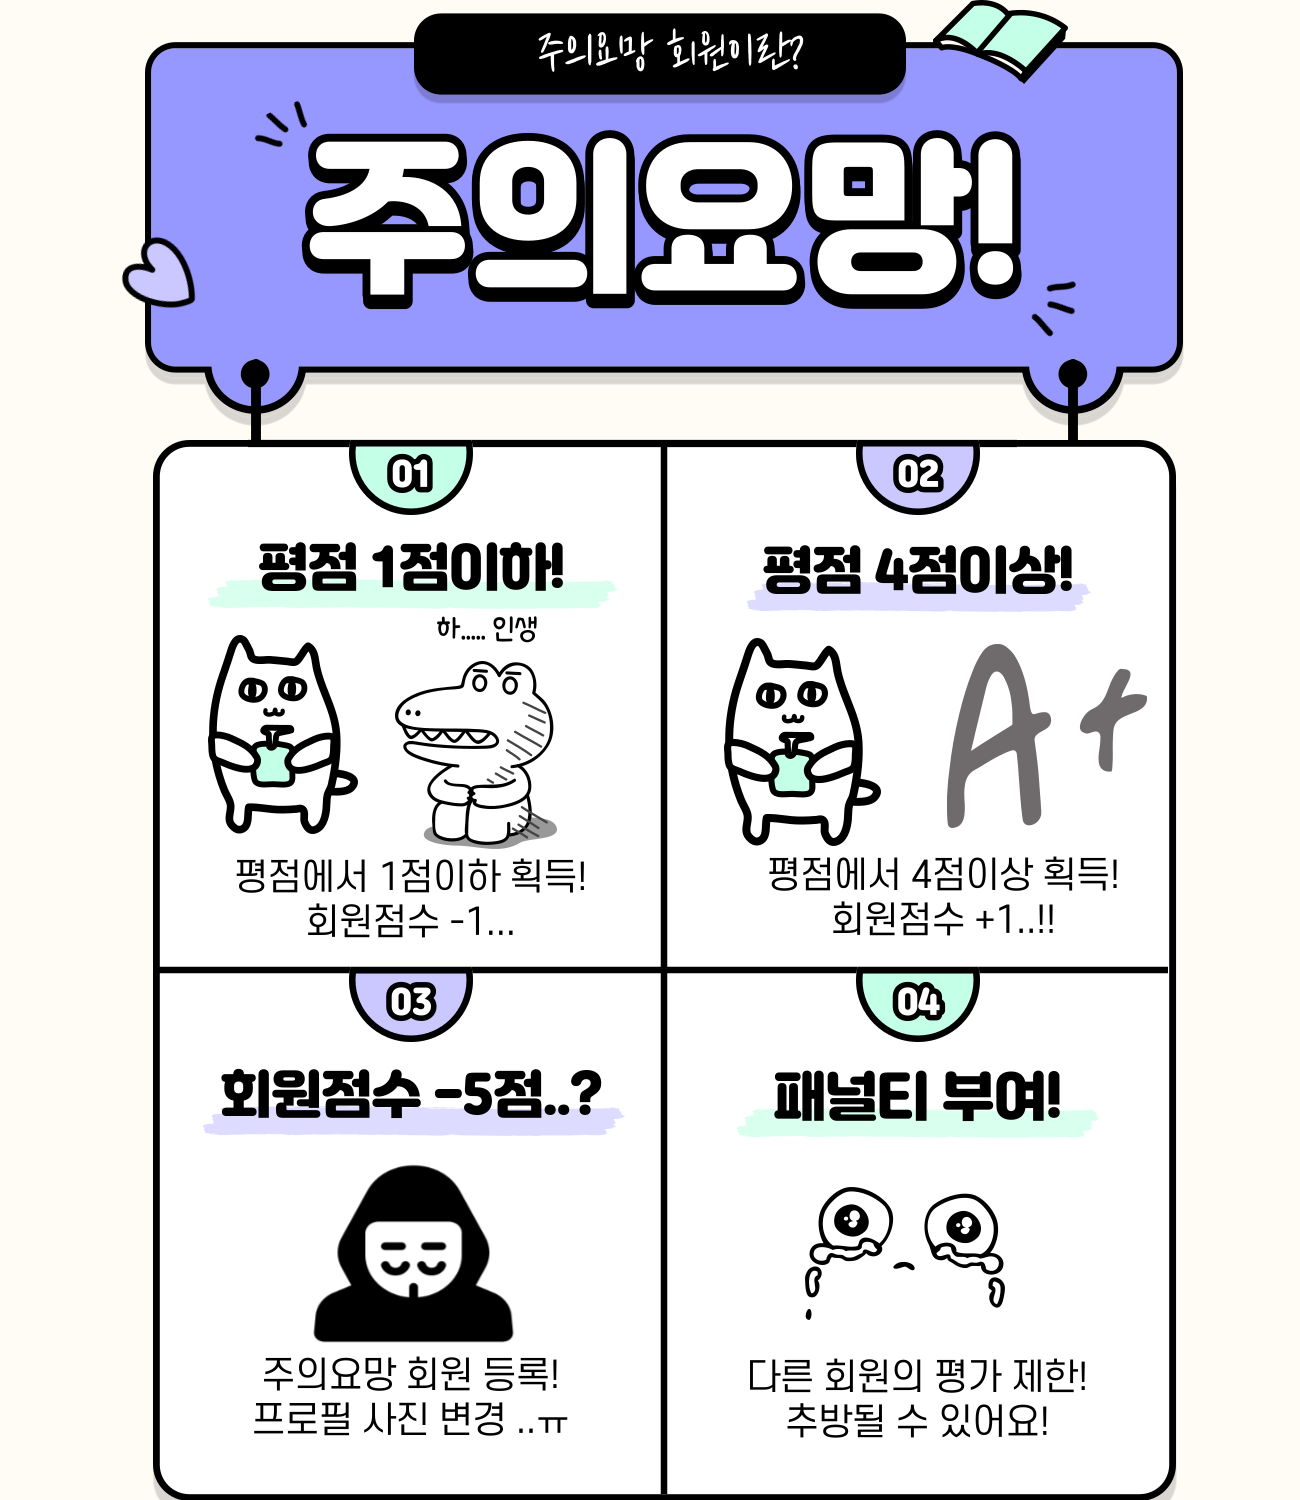 주의요망 회원이란?
주의요망!
01
평점 1점이하!
하..... 인생
평점에서 1점이하 획득!
회원점수 -1...
02
평점 4점이상!
A+
평점에서 4점이상 획득!
회원점수 +1..!!
03
회원점수 -5점..?
주의요망 회원 등록!
프로필 사진 변경 ..ㅠ
04
패널티 부여!
다른 회원의 평가 제한!
추방될 수 있어요!